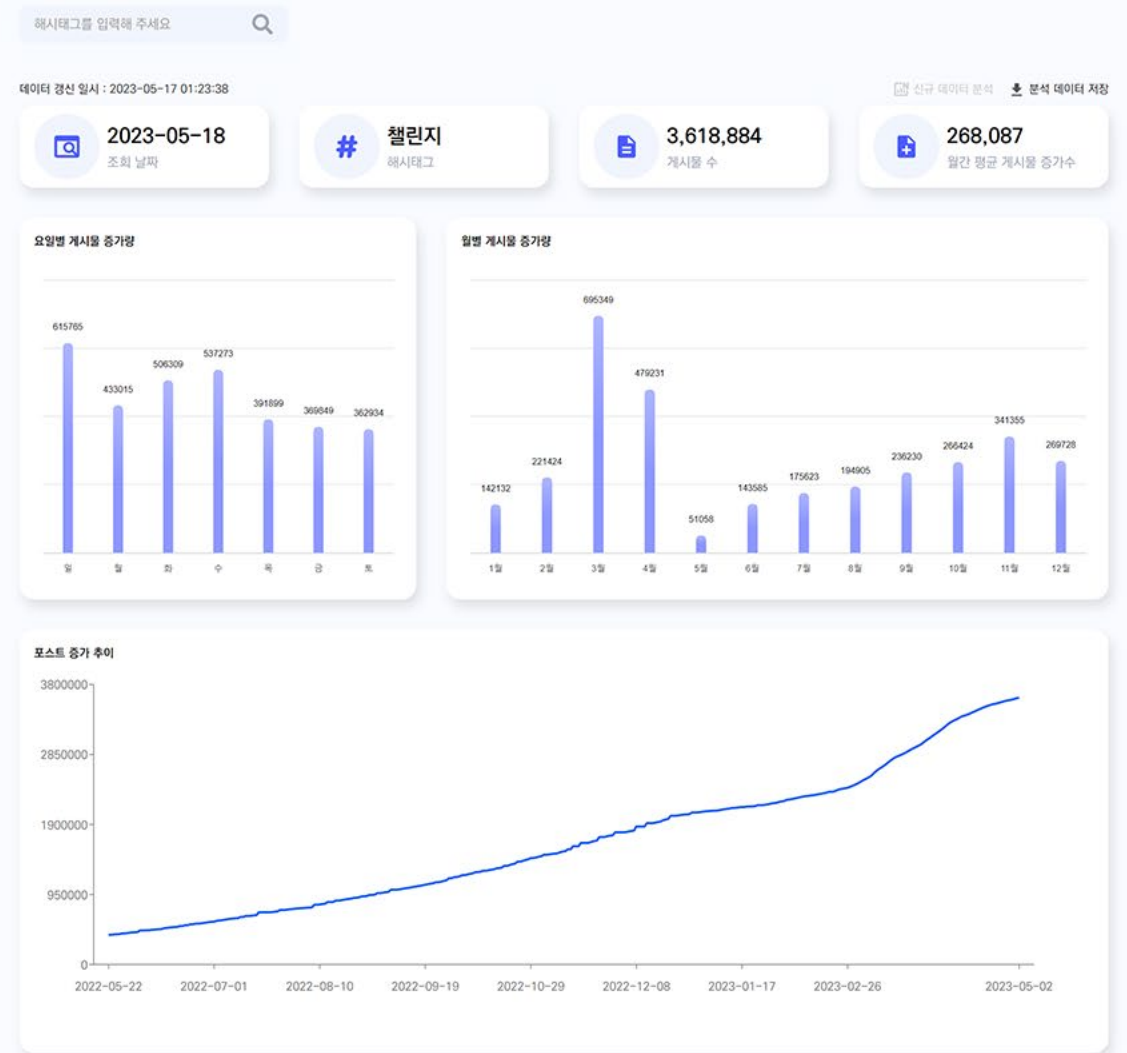 해시태그를 입력해 주세요
데이터 갱신 일시 : 2023-05-17 01:23:38
신규 데이터 분석 분석 데이터 저장
2023-05-18
조회 날짜
#
챌린지
해시태그
3,618,884
게시물 수
268,087
월간 평균 게시물 증가수
요일별 게시물 증가량
615765
433015
506309
537273
391899
369849
362934
일 월 화 수 목 금 토
월별 게시물 증가량
142132
221424
695349
479231
51058
143585
175623
194905
236230
266424
341355
269728
1월 2월 3월 4월 5월 6월 7월 8월 9월 10월 11월 12월
포스트 증가 추이
3800000
2850000
1900000
950000
0
2022-05-22 2022-07-01 2022-08-10 2022-09-19 2022-10-29 2022-12-08 2023-01-17 2023-02-26 2023-05-02